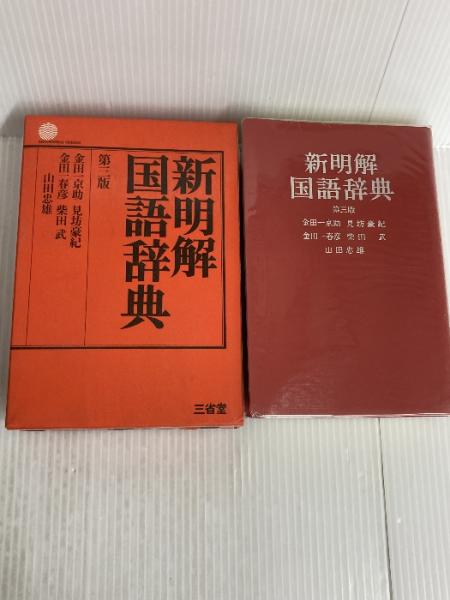 新明解
国語辞典
第三版
金田一京助 見坊豪紀
金田一春彦 柴田 武
山田忠雄
三省堂
新明解
国語辞典
第三版
金田一京助 見坊豪紀
金田一春彦 柴田 武
山田忠雄